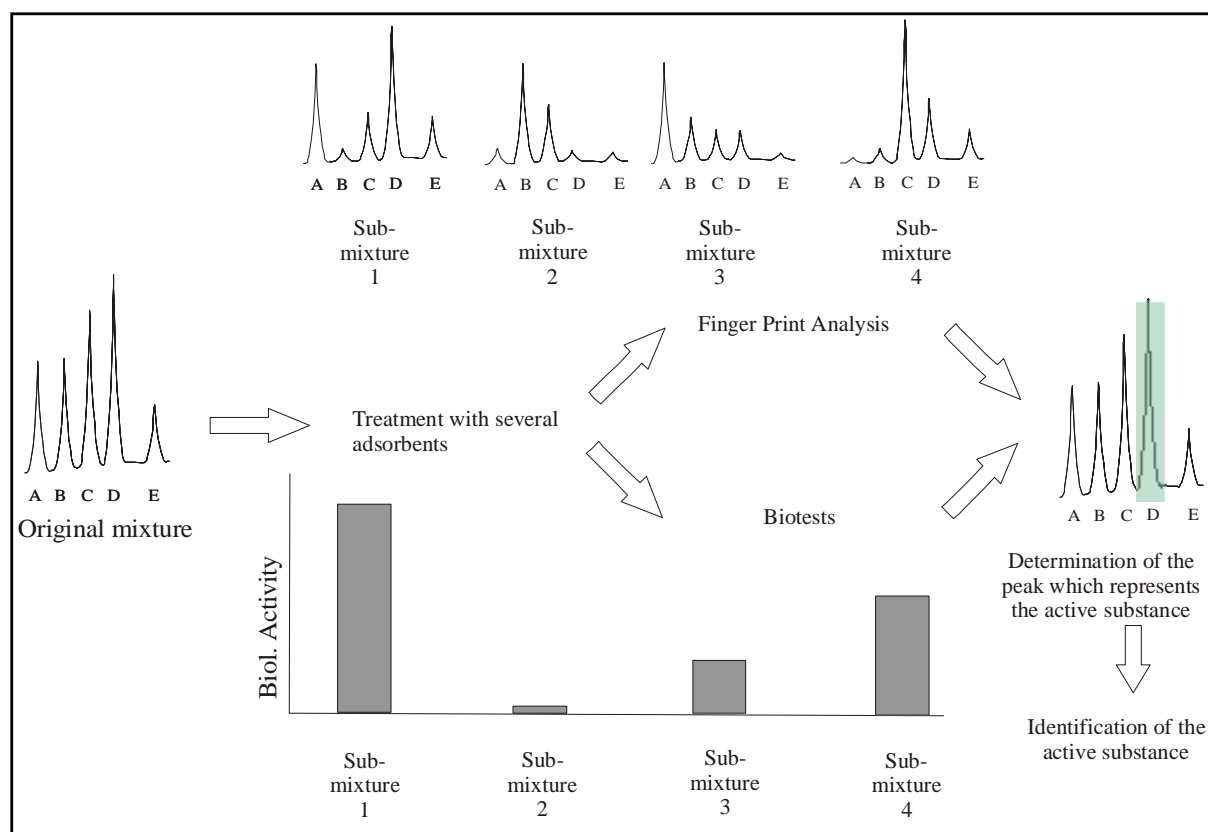 A B C D E
Sub-
mixture
1
A B C D E
Sub-
mixture
2
A B C D E
Sub-
mixture
3
A B C D E
Sub-
mixture
4
Finger Print Analysis
A B C D E
Original mixture
Treatment with several
adsorbents
Biotests
Biol. Activity
Sub-
mixture
1
Sub-
mixture
2
Sub-
mixture
3
Sub-
mixture
4
A B C D E
Determination of the
peak which represents
the active substance
Identification of the
active substance